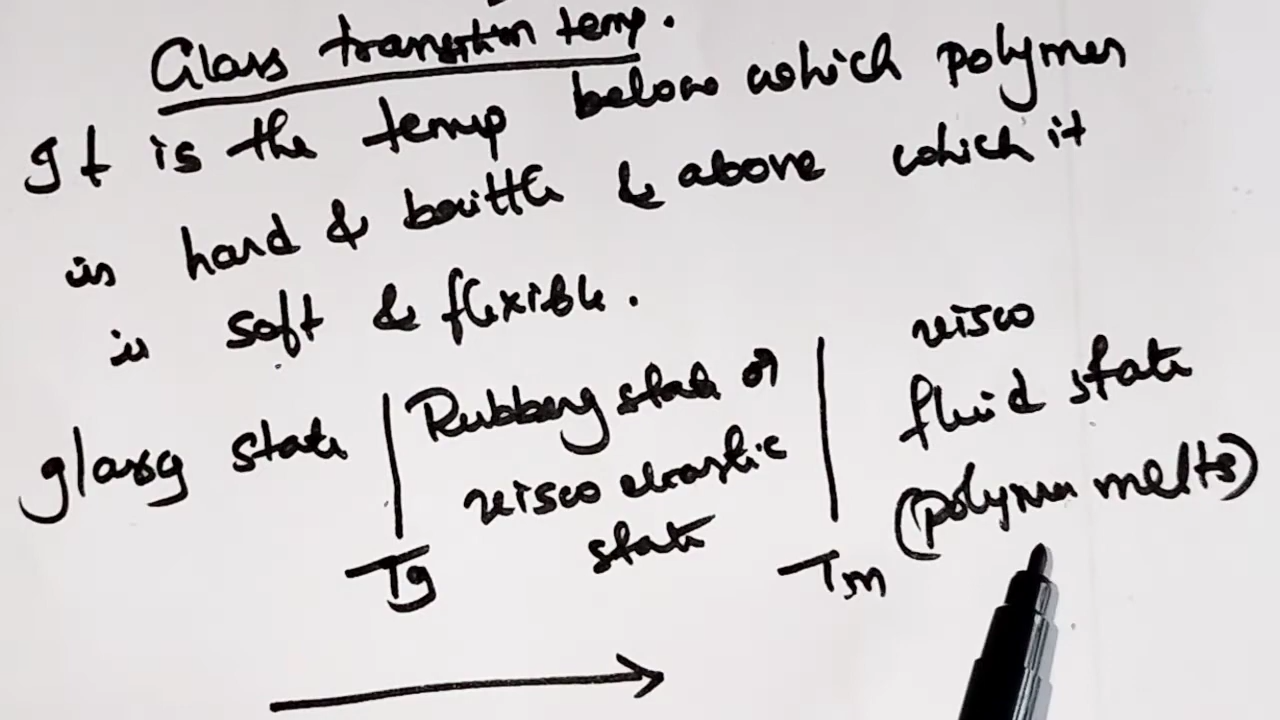 Glass transition temp.
It is the temp below which polymer
is hard & brittle & above which it
is soft & flexible.
glassy state | Rubbery state or | visco
visco elastic fluid state
state (polymer melts)
Tg Tm